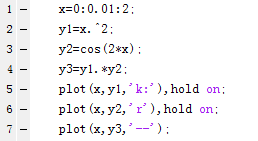 1 - x=0:0.01:2;
2 - y1=x.^2;
3 - y2=cos(2*x);
4 - y3=y1.*y2;
5 - plot(x,y1,'k:'),hold on;
6 - plot(x,y2,'r'),hold on;
7 - plot(x,y3,'--');